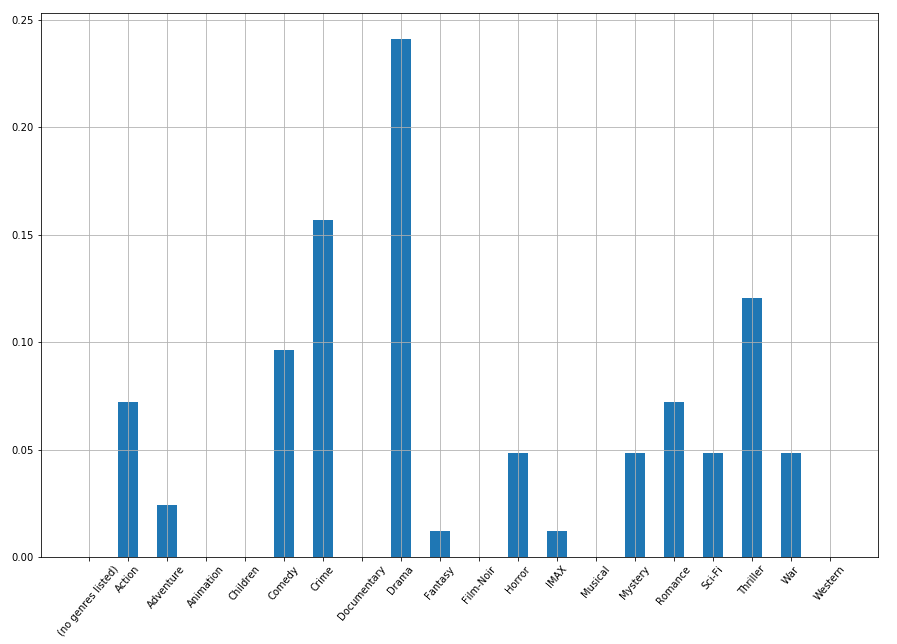 0.25
0.20
0.15
0.10
0.05
0.00
(no genres listed)
Action
Adventure
Animation
Children
Comedy
Crime
Documentary
Drama
Fantasy
Film-Noir
Horror
IMAX
Musical
Mystery
Romance
Sci-Fi
Thriller
War
Western